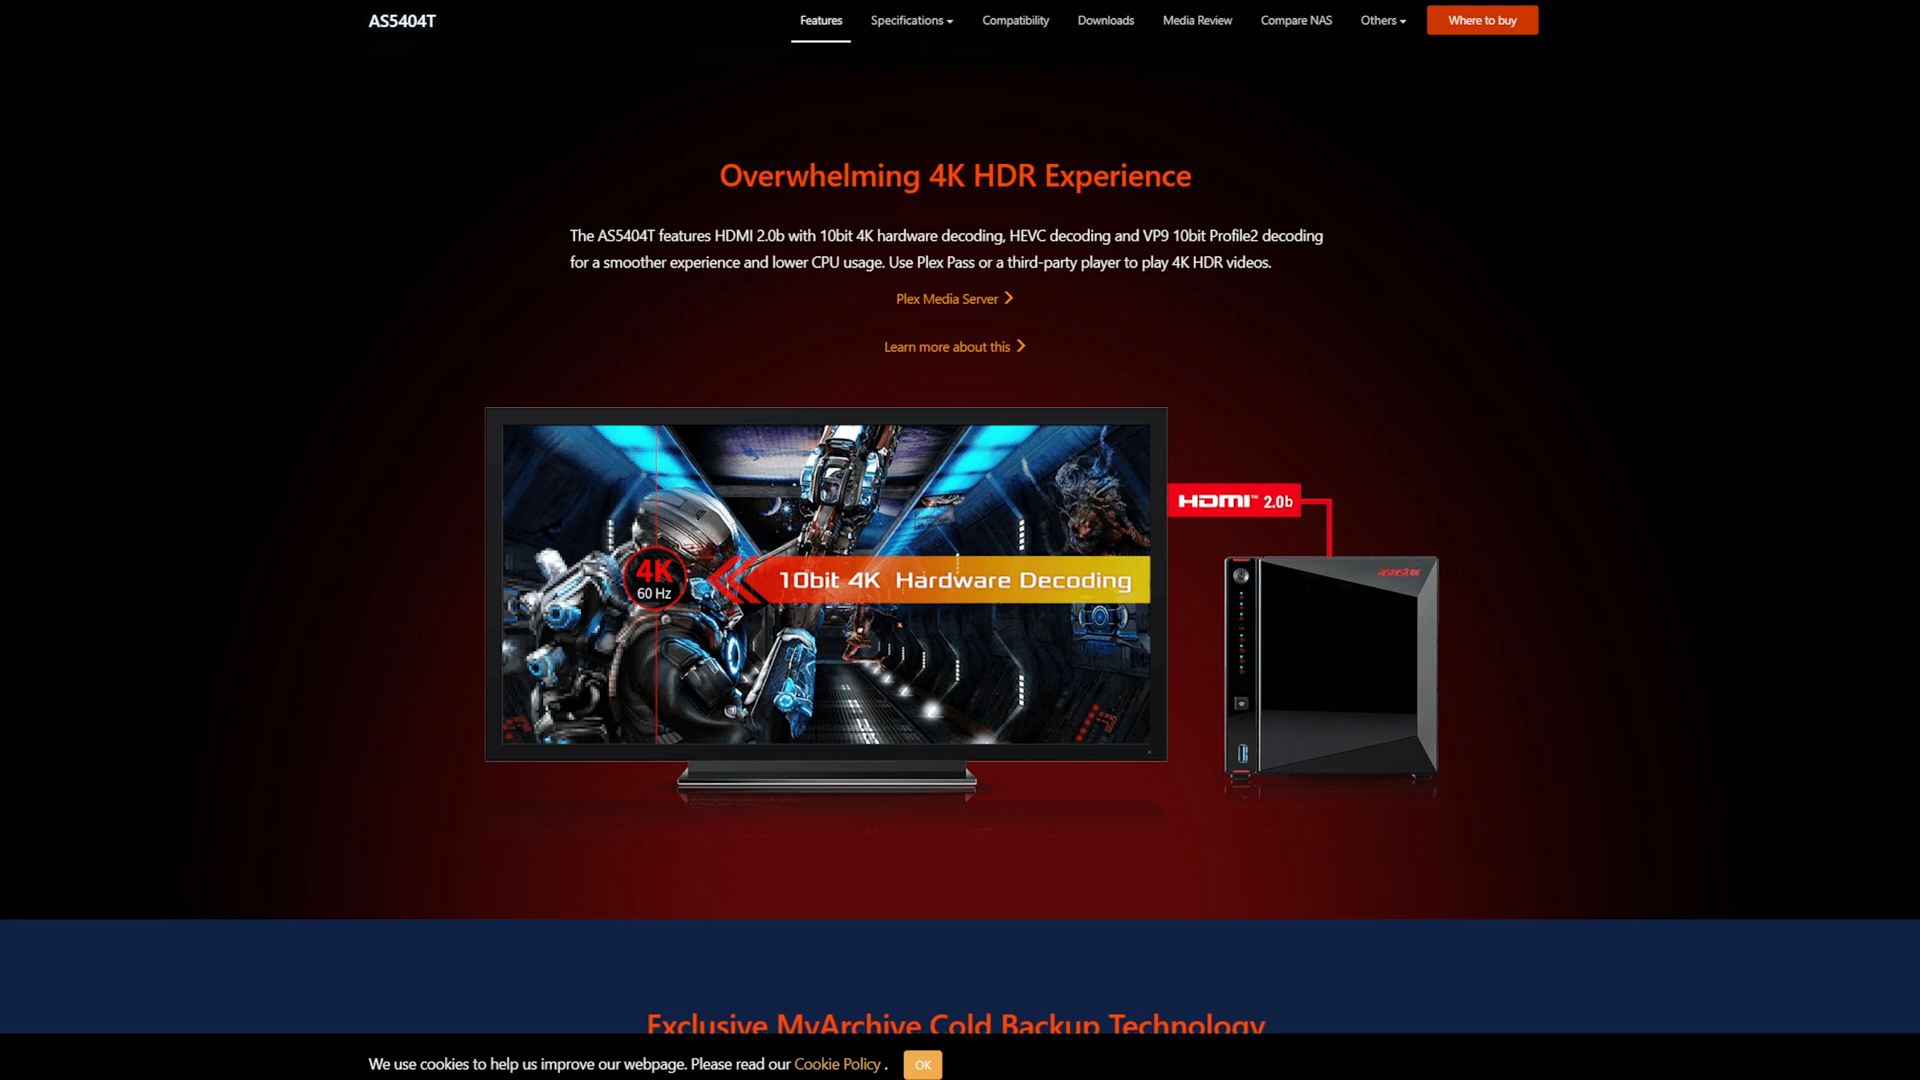 AS5404T
Features
Specifications
Compatibility
Downloads
Media Review
Compare NAS
Others
Where to buy
Overwhelming 4K HDR Experience
The AS5404T features HDMI 2.0b with 10bit 4K hardware decoding, HEVC decoding and VP9 10bit Profile2 decoding
for a smoother experience and lower CPU usage. Use Plex Pass or a third-party player to play 4K HDR videos.
Plex Media Server
Learn more about this
HDMI™ 2.0b
4K
60 Hz
10bit 4K Hardware Decoding
asustor
Exclusive MyArchive Cold Backup Technology
We use cookies to help us improve our webpage. Please read our Cookie Policy .
OK